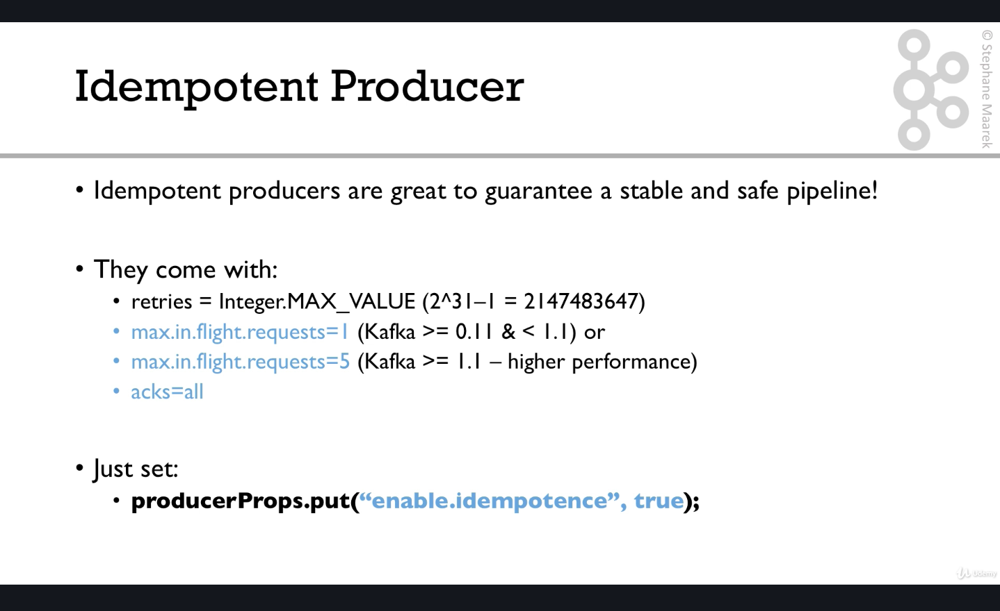 © Stephane Maarek
Idempotent Producer
• Idempotent producers are great to guarantee a stable and safe pipeline!
• They come with:
• retries = Integer.MAX_VALUE (2^31–1 = 2147483647)
• max.in.flight.requests=1 (Kafka >= 0.11 & < 1.1) or
• max.in.flight.requests=5 (Kafka >= 1.1 – higher performance)
• acks=all
• Just set:
• producerProps.put(“enable.idempotence”, true);
Udemy